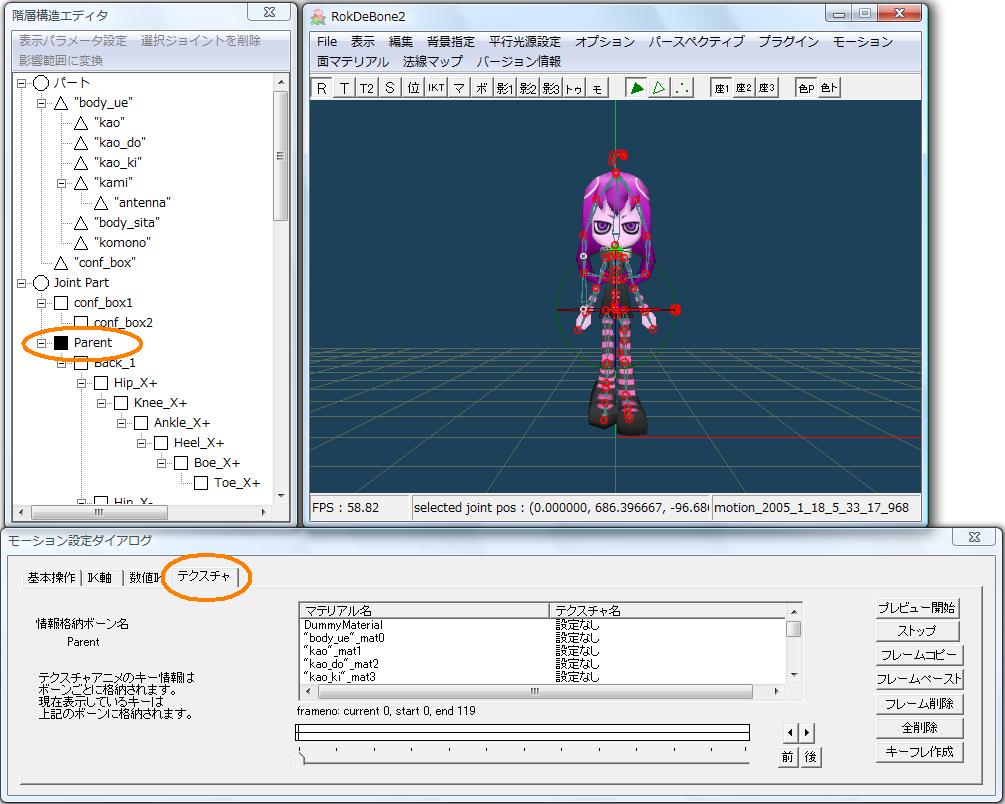 階層構造エディタ
表示パラメータ設定 選択ジョイントを削除
影響範囲に変換
パート
"body_ue"
"kao"
"kao_do"
"kao_ki"
"kami"
"antenna"
"body_sita"
"komono"
"conf_box"
Joint Part
conf_box1
conf_box2
Parent
Back_1
Hip_X+
Knee_X+
Ankle_X+
Heel_X+
Boe_X+
Toe_X+
Hip_X-
RokDeBone2
File 表示 編集 背景指定 平行光源設定 オプション パースペクティブ プラグイン モーション
面マテリアル 法線マップ バージョン情報
R T T2 S 位 IKT マ ボ 影1 影2 影3 トゥ モ 座1 座2 座3 色P 色ト
FPS : 58.82 selected joint pos : (0.000000, 686.396667, -96.686 motion_2005_1_18_5_33_17_968
モーション設定ダイアログ
基本操作 IK軸 数値IK テクスチャ
情報格納ボーン名
Parent
テクスチャアニメのキー情報は
ボーンごとに格納されます。
現在表示しているキーは
上記のボーンに格納されます。
マテリアル名 テクスチャ名
DummyMaterial 設定なし
"body_ue"_mat0 設定なし
"kao"_mat1 設定なし
"kao_do"_mat2 設定なし
"kao_ki"_mat3 設定なし
frameno: current 0, start 0, end 119
前 後
プレビュー開始
ストップ
フレームコピー
フレームペースト
フレーム削除
全削除
キーフレ作成